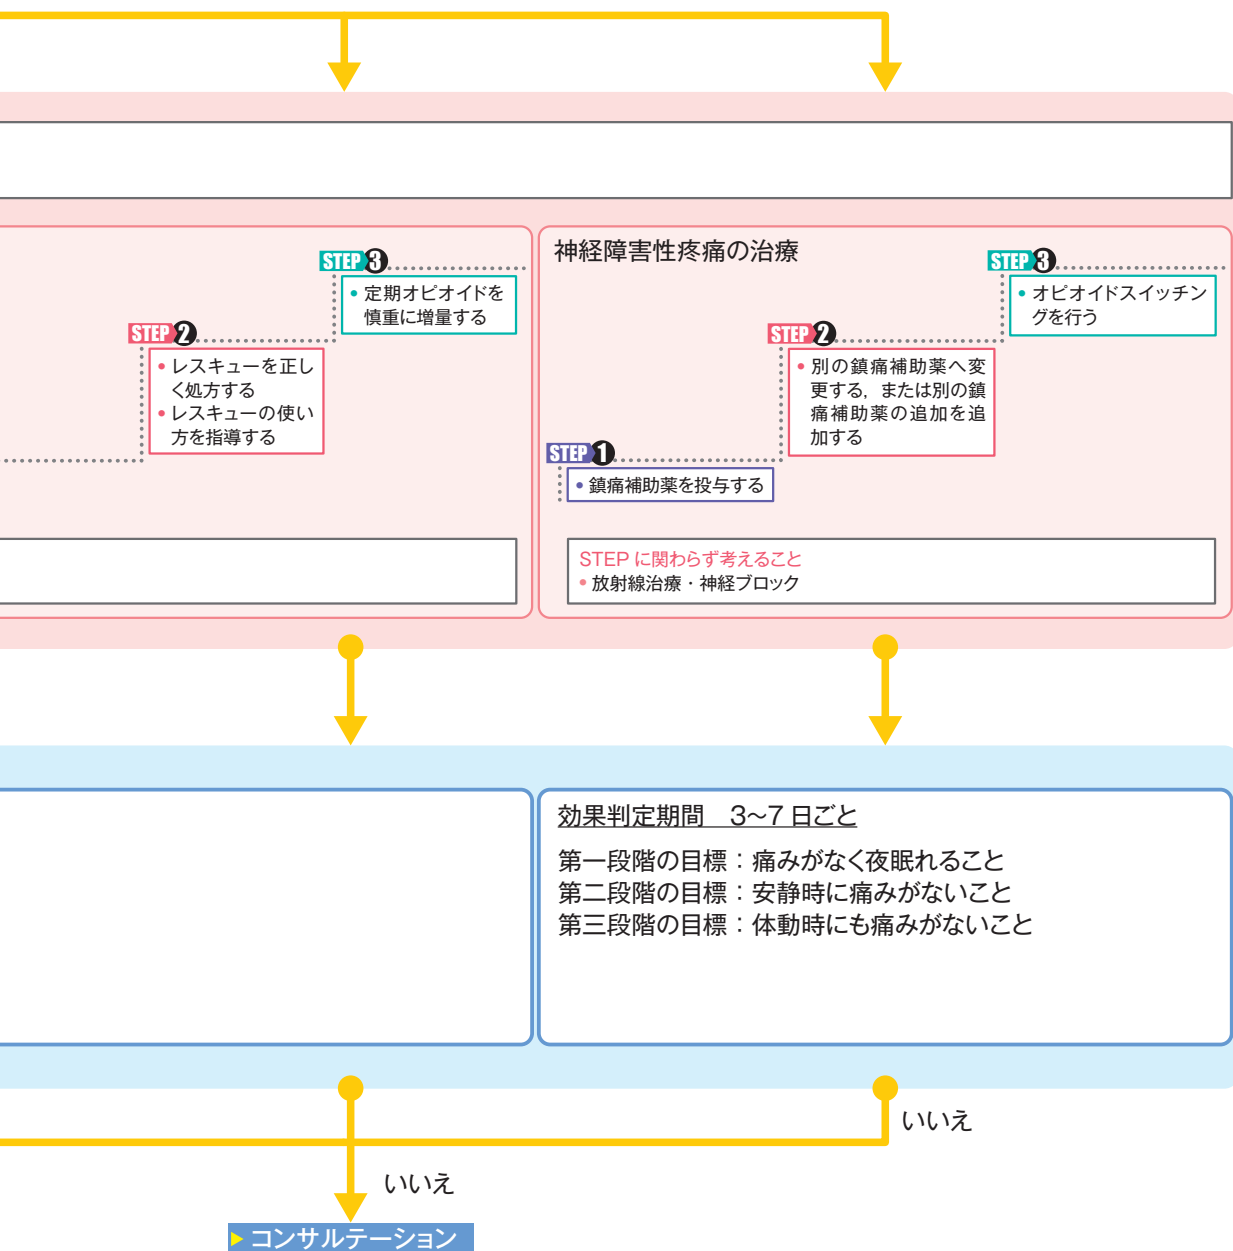 STEP 3
• 定期オピオイドを
慎重に増量する
STEP 2
• レスキューを正し
く処方する
• レスキューの使い
方を指導する
神経障害性疼痛の治療
STEP 3
• オピオイドスイッチン
グを行う
STEP 2
• 別の鎮痛補助薬へ変
更する，または別の鎮
痛補助薬の追加を追
加する
STEP 1
• 鎮痛補助薬を投与する
STEP に関わらず考えること
• 放射線治療・神経ブロック
効果判定期間　3〜7 日ごと
第一段階の目標：痛みがなく夜眠れること
第二段階の目標：安静時に痛みがないこと
第三段階の目標：体動時にも痛みがないこと
いいえ
いいえ
コンサルテーション